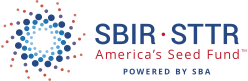 SBIR·STTR
America's Seed Fund™
POWERED BY SBA